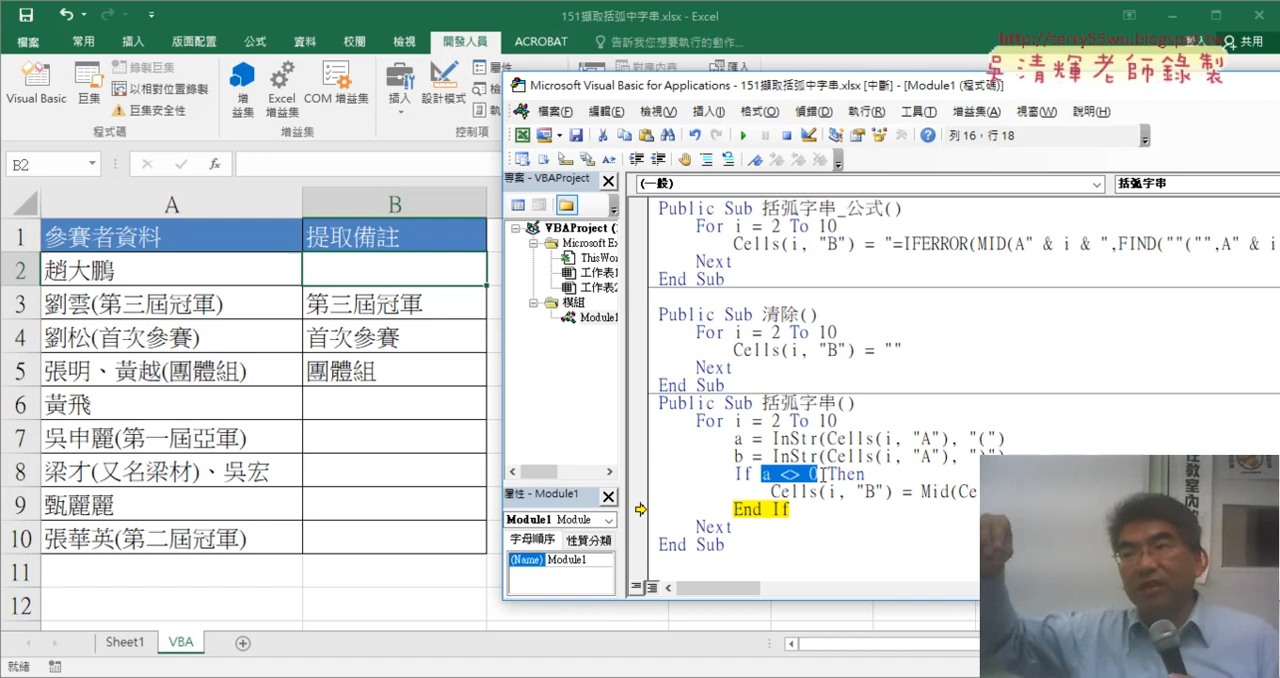 151擷取括弧中字串.xlsx - Excel
http://terry55wu.blogspot.tw
吳清輝老師錄製
檔案 常用 插入 版面配置 公式 資料 校閱 檢視 開發人員 ACROBAT 告訴我您想要執行的動作... 共用
Visual Basic 巨集 錄製巨集 以相對位置錄製 巨集安全性 增益集 Excel 增益集 COM 增益集 插入 設計模式 屬性
程式碼 增益集 控制項
B2 fx
A B
1 參賽者資料 提取備註
2 趙大鵬
3 劉雲(第三屆冠軍) 第三屆冠軍
4 劉松(首次參賽) 首次參賽
5 張明、黃越(團體組) 團體組
6 黃飛
7 吳申麗(第一屆亞軍)
8 梁才(又名梁材)、吳宏
9 甄麗麗
10 張華英(第二屆冠軍)
11
12
Sheet1 VBA
就緒
Microsoft Visual Basic for Applications - 151擷取括弧中字串.xlsx [中斷] - [Module1 (程式碼)]
檔案(F) 編輯(E) 檢視(V) 插入(I) 格式(O) 偵錯(D) 執行(R) 工具(T) 增益集(A) 視窗(W) 說明(H)
列 16，行 18
專案 - VBAProject
VBAProject (
Microsoft Ex
ThisWor
工作表1
工作表2
模組
Module1
屬性 - Module1
Module1 Module
字母順序 性質分類
(Name) Module1
(一般) 括弧字串
Public Sub 括弧字串_公式()
For i = 2 To 10
Cells(i, "B") = "=IFERROR(MID(A" & i & ",FIND(""("",A" & i
Next
End Sub
Public Sub 清除()
For i = 2 To 10
Cells(i, "B") = ""
Next
End Sub
Public Sub 括弧字串()
For i = 2 To 10
a = InStr(Cells(i, "A"), "(")
b = InStr(Cells(i, "A"), ")")
If a <> 0 Then
Cells(i, "B") = Mid(Ce
End If
Next
End Sub